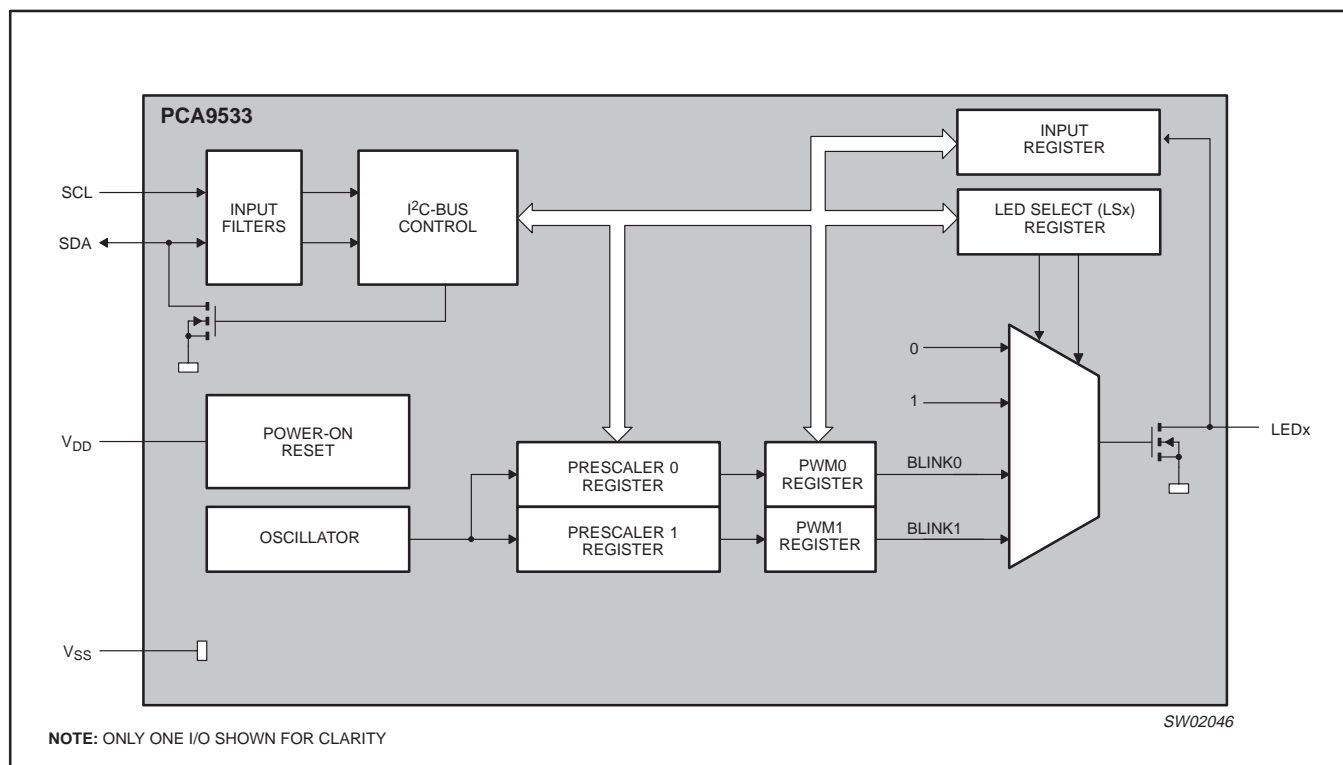 PCA9533
SCL
SDA
INPUT
FILTERS
I²C-BUS
CONTROL
INPUT
REGISTER
LED SELECT (LSx)
REGISTER
0
1
VDD
POWER-ON
RESET
OSCILLATOR
PRESCALER 0
REGISTER
PRESCALER 1
REGISTER
PWM0
REGISTER
PWM1
REGISTER
BLINK0
BLINK1
LEDx
VSS
SW02046
NOTE: ONLY ONE I/O SHOWN FOR CLARITY